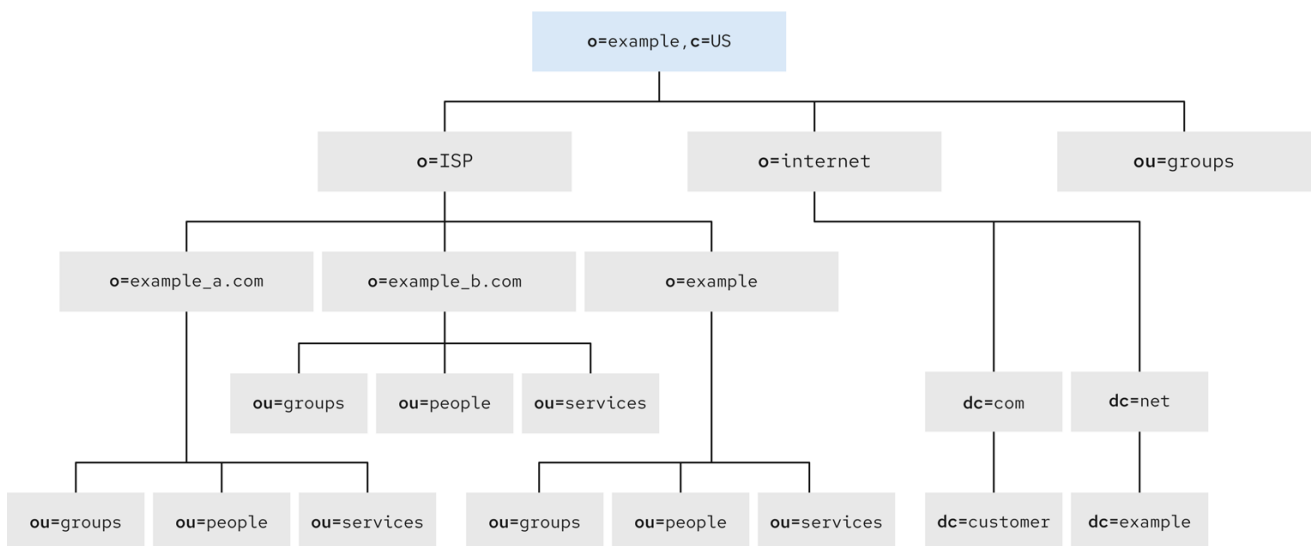 o=example,c=US
o=ISP
o=internet
ou=groups
o=example_a.com
o=example_b.com
o=example
ou=groups
ou=people
ou=services
dc=com
dc=net
ou=groups
ou=people
ou=services
ou=groups
ou=people
ou=services
dc=customer
dc=example